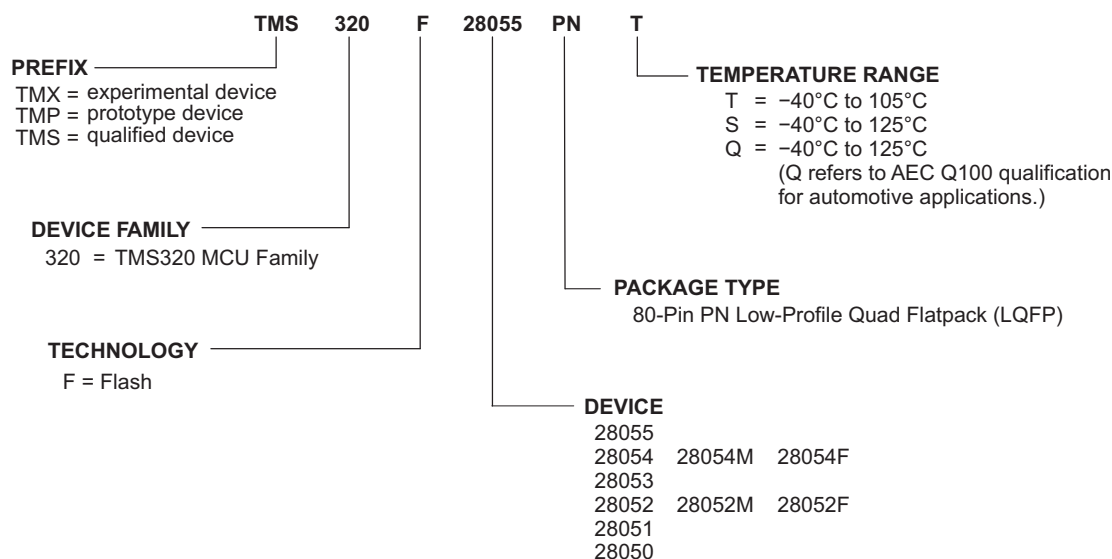 TMS 320 F 28055 PN T
PREFIX
TMX = experimental device
TMP = prototype device
TMS = qualified device
DEVICE FAMILY
320 = TMS320 MCU Family
TECHNOLOGY
F = Flash
TEMPERATURE RANGE
T = −40°C to 105°C
S = −40°C to 125°C
Q = −40°C to 125°C
(Q refers to AEC Q100 qualification
for automotive applications.)
PACKAGE TYPE
80-Pin PN Low-Profile Quad Flatpack (LQFP)
DEVICE
28055
28054 28054M 28054F
28053
28052 28052M 28052F
28051
28050